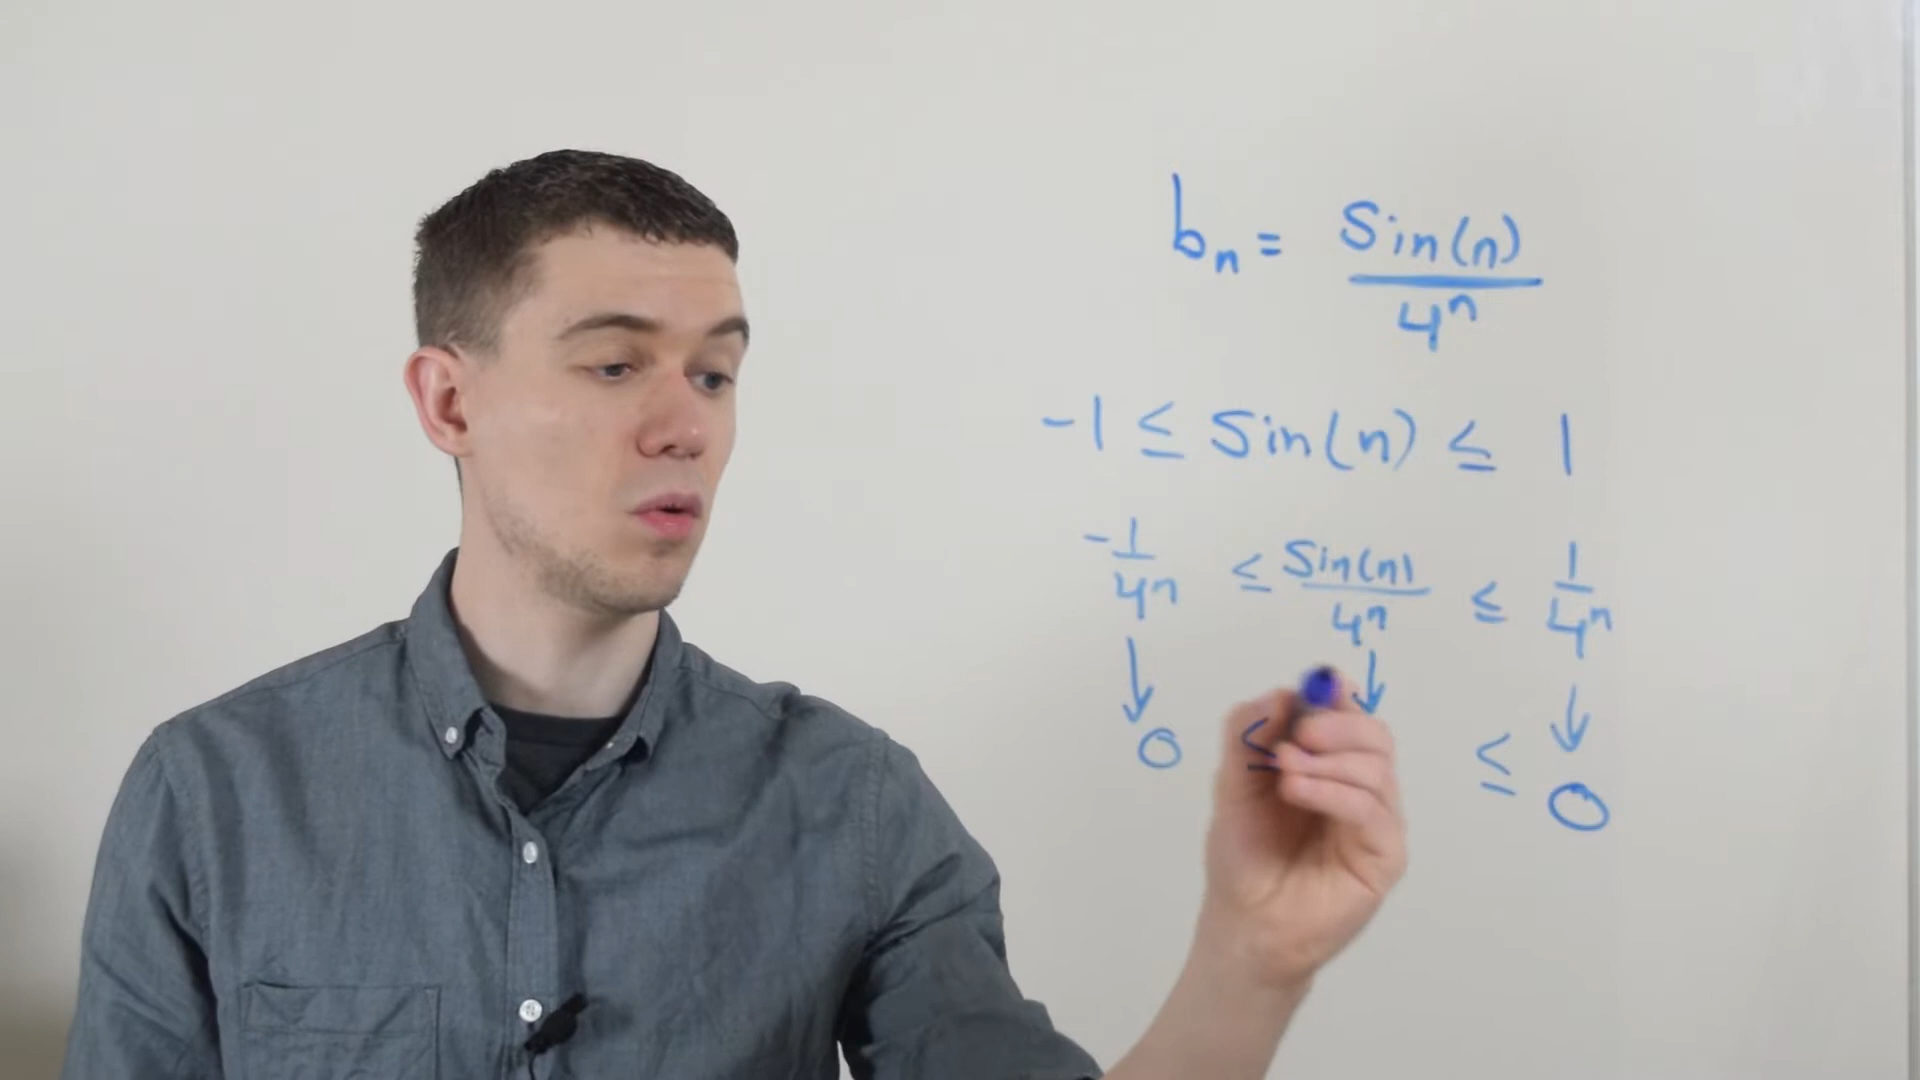 bn = Sin(n)/4^n
-1 ≤ Sin(n) ≤ 1
-1/4^n ≤ Sin(n)/4^n ≤ 1/4^n
↓ ↓ ↓
0 ≤ ≤ 0